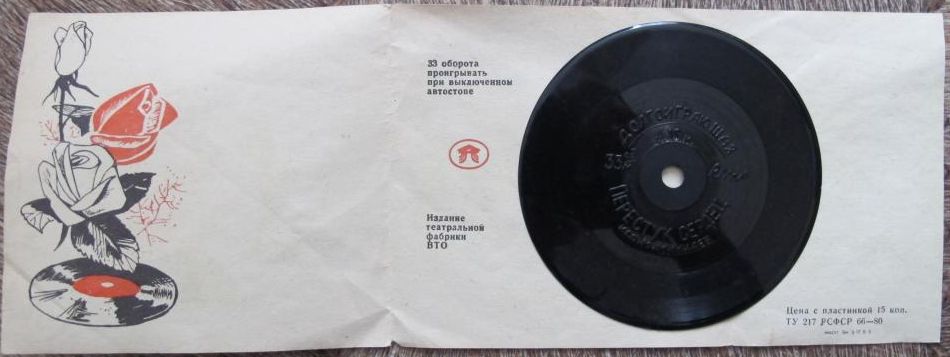 33 оборота
проигрывать
при выключенном
автостопе
Издание
театральной
фабрики
ВТО
ДОЛГОИГРАЮЩАЯ
33
ПЕРЕСТУК СЕРДЕЦ
Цена с пластинкой 15 коп.
ТУ 217 РСФСР 66—80